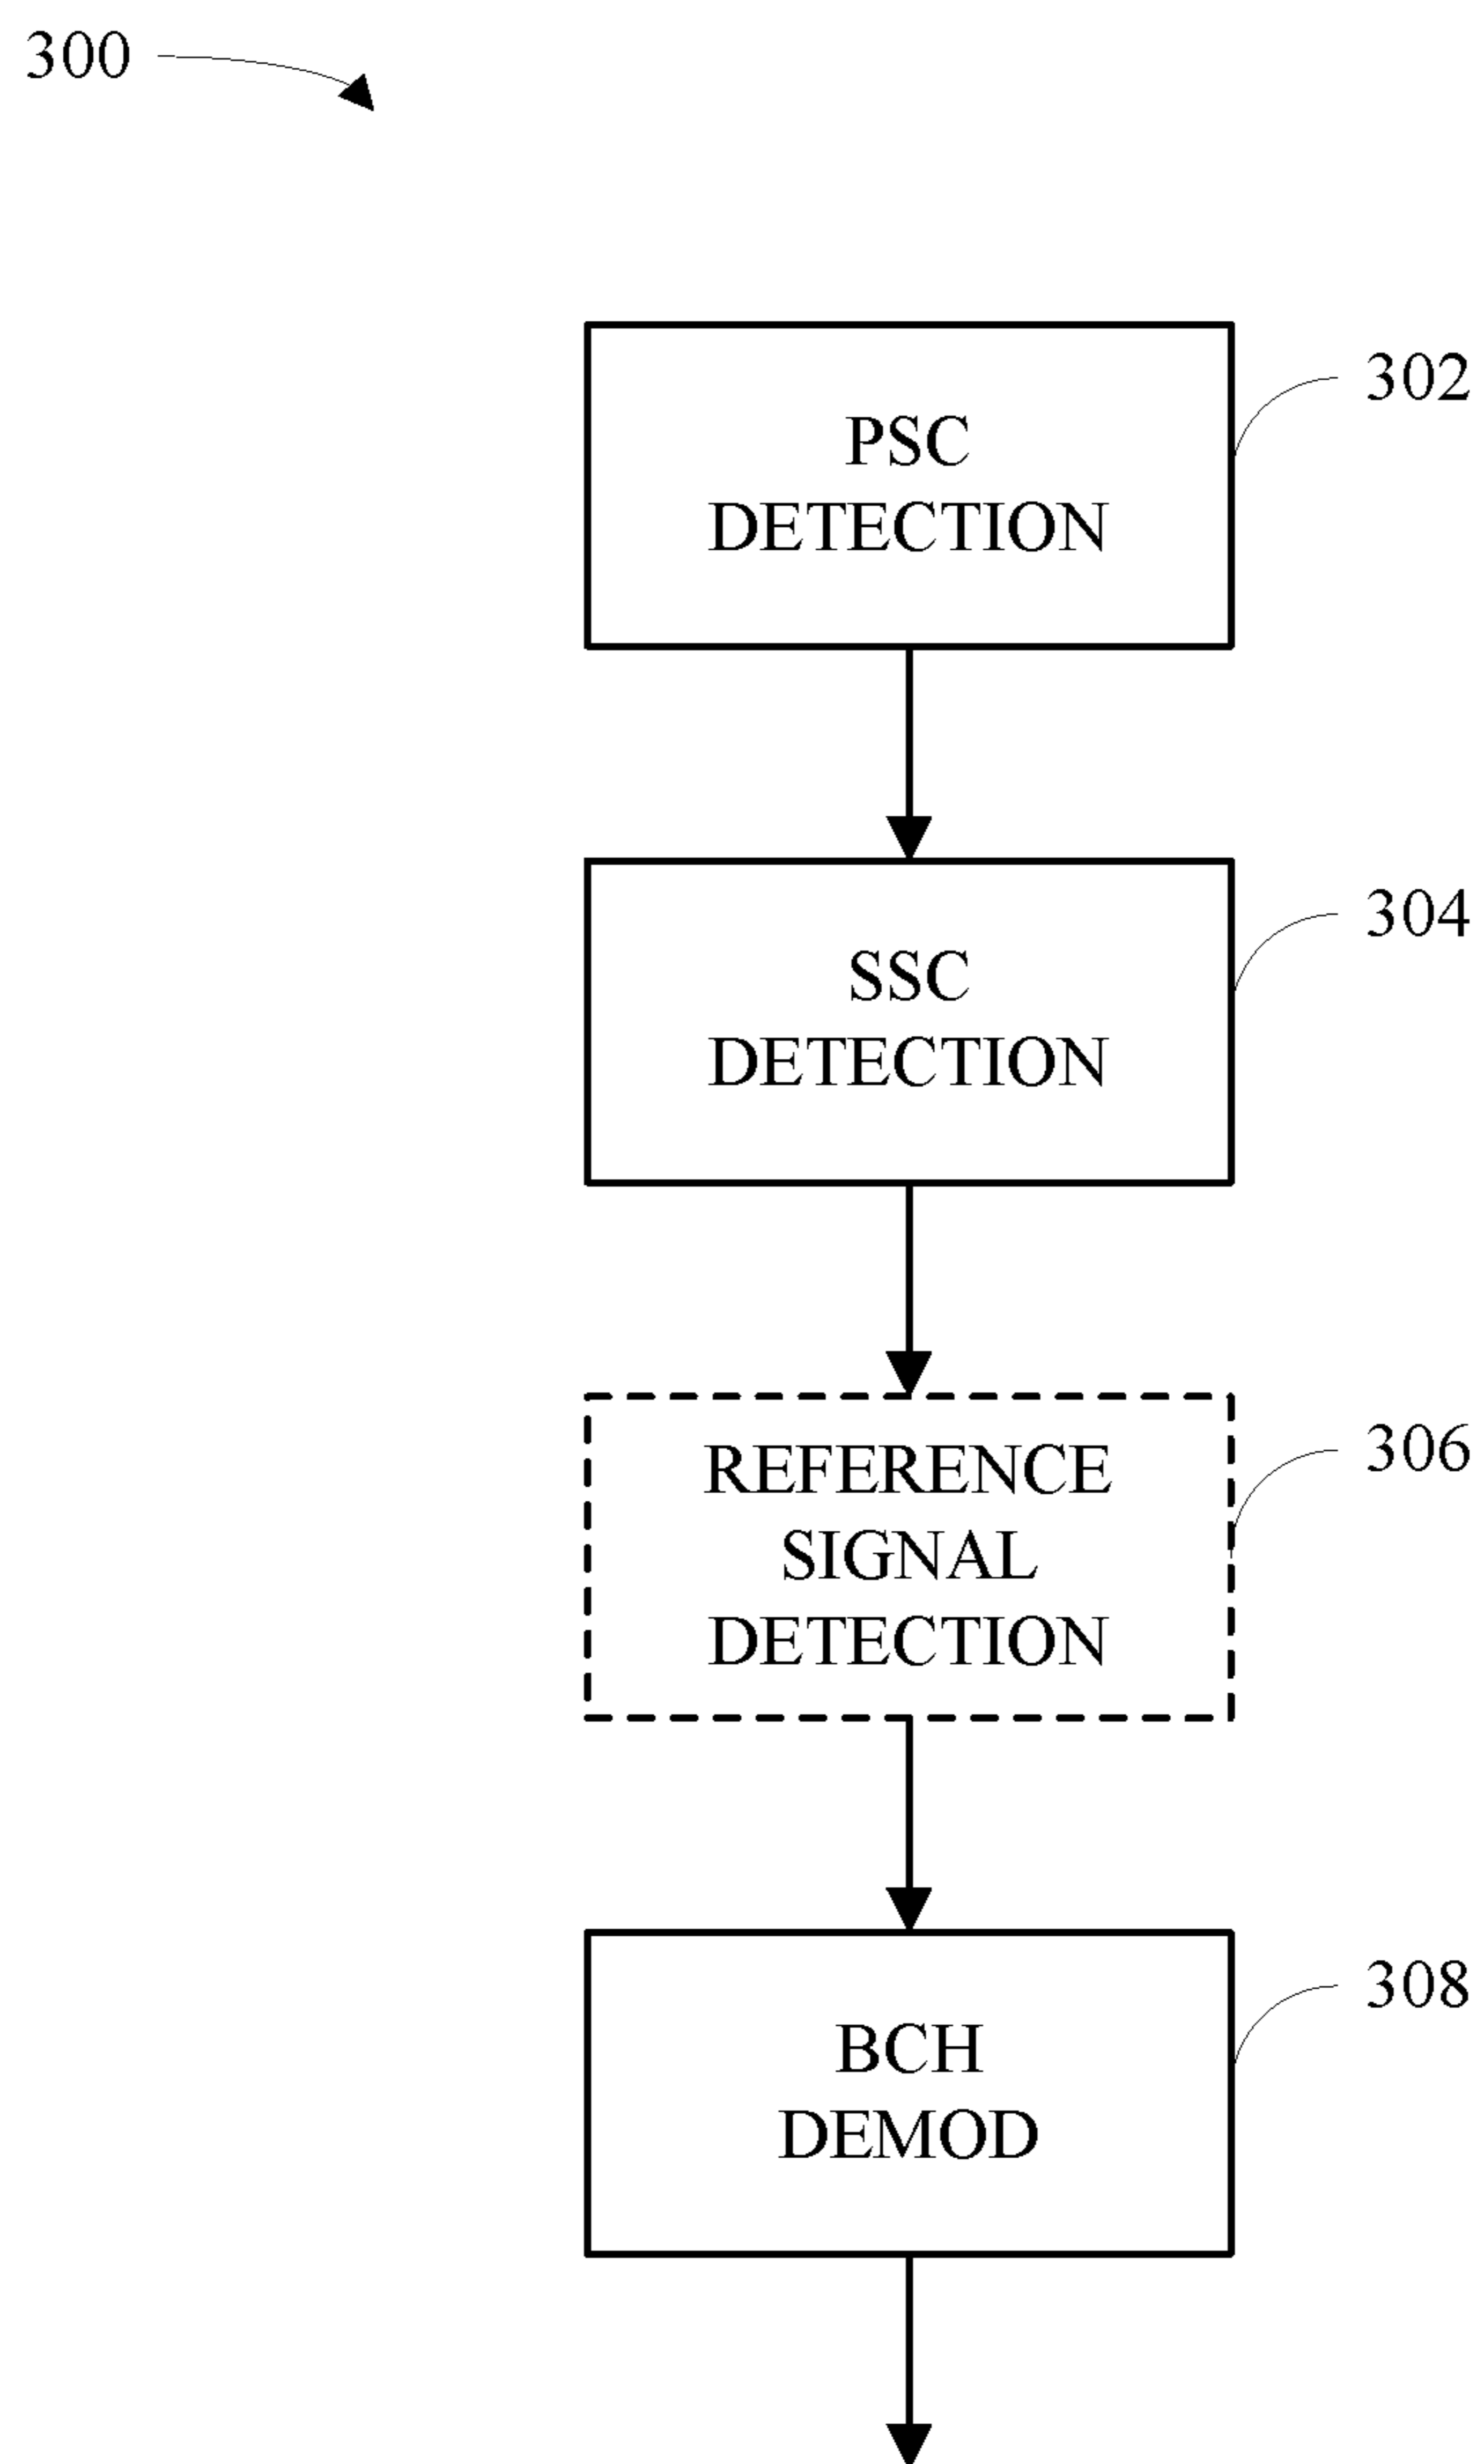 300
302
PSC
DETECTION
304
SSC
DETECTION
306
REFERENCE
SIGNAL
DETECTION
308
BCH
DEMOD